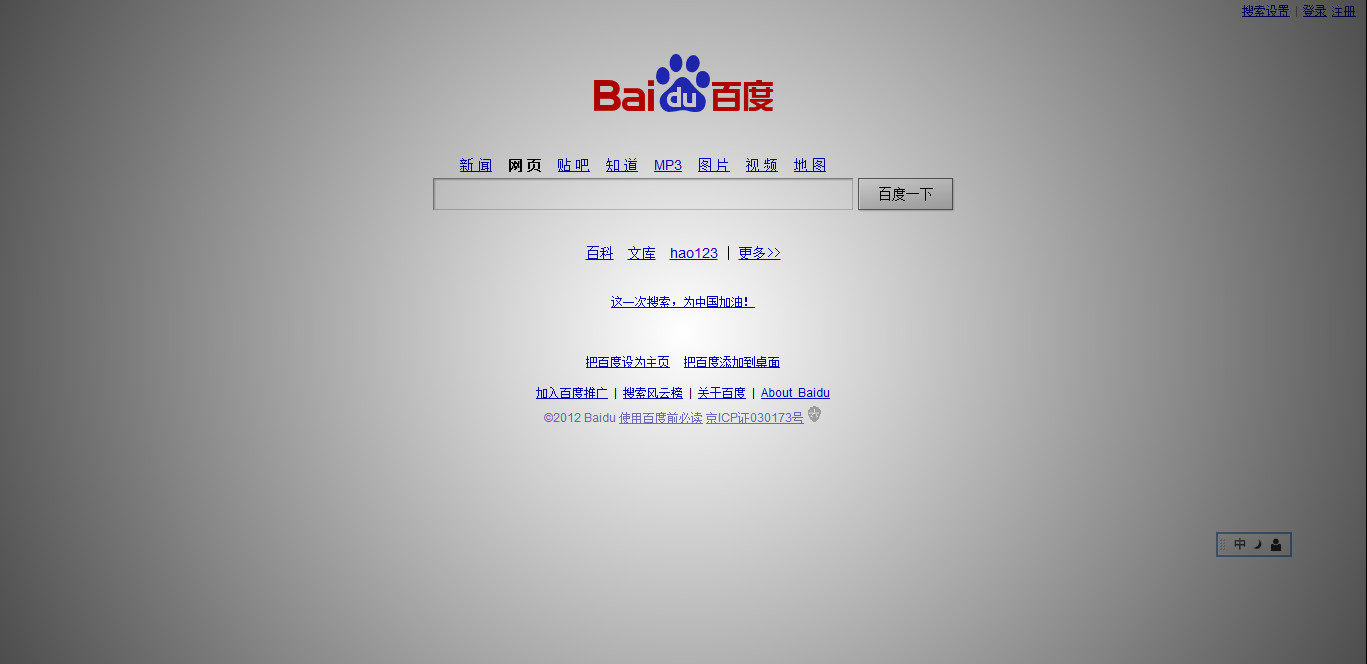 搜索设置 | 登录 注册
Bai du 百度
新 闻 网 页 贴 吧 知 道 MP3 图 片 视 频 地 图
百度一下
百科 文库 hao123 | 更多>>
这一次搜索，为中国加油！
把百度设为主页 把百度添加到桌面
加入百度推广 | 搜索风云榜 | 关于百度 | About Baidu
©2012 Baidu 使用百度前必读 京ICP证030173号
中